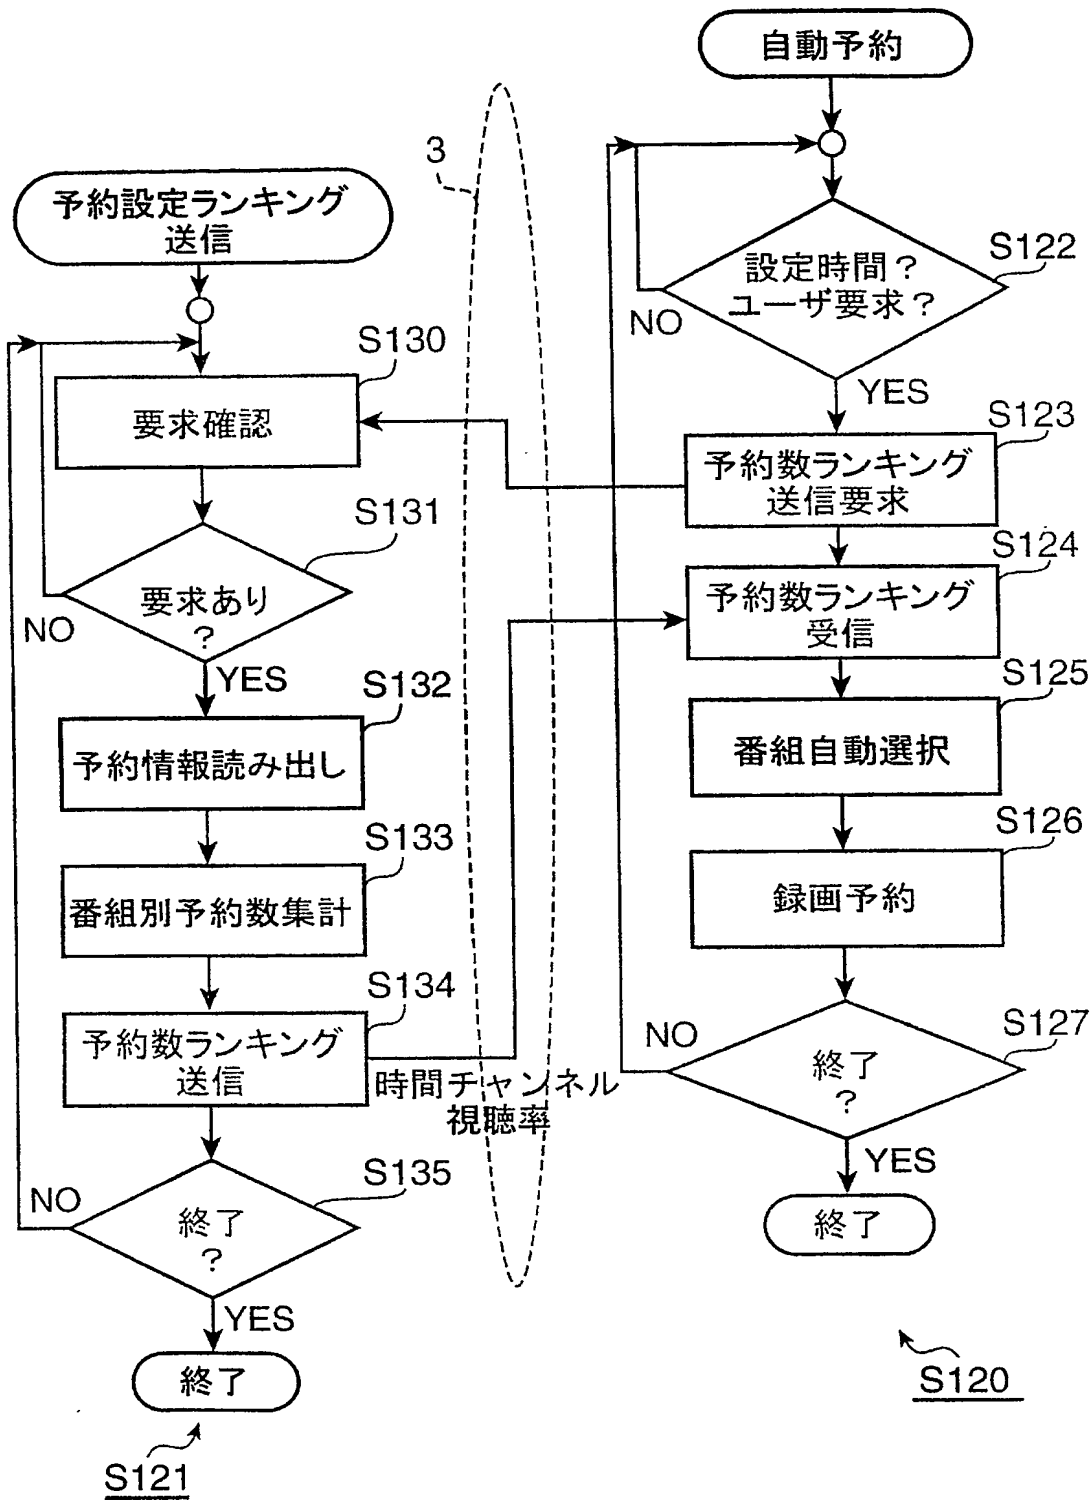 自動予約
3
予約設定ランキング
送信
設定時間？
ユーザ要求？
S122
NO
YES
S130
要求確認
S123
予約数ランキング
送信要求
S131
要求あり
？
NO
YES
S124
予約数ランキング
受信
S132
予約情報読み出し
S125
番組自動選択
S133
番組別予約数集計
S126
録画予約
S134
予約数ランキング
送信
時間チャンネル
視聴率
S127
終了
？
NO
YES
終了
S135
終了
？
NO
YES
終了
S120
S121